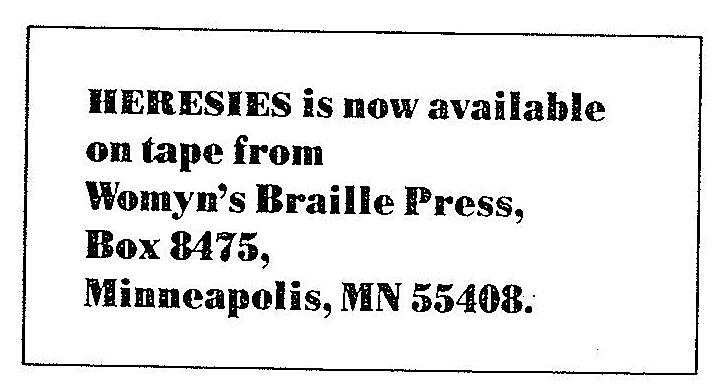 HERESIES is now available
on tape from
Womyn's Braille Press,
Box 8475,
Minneapolis, MN 55408.